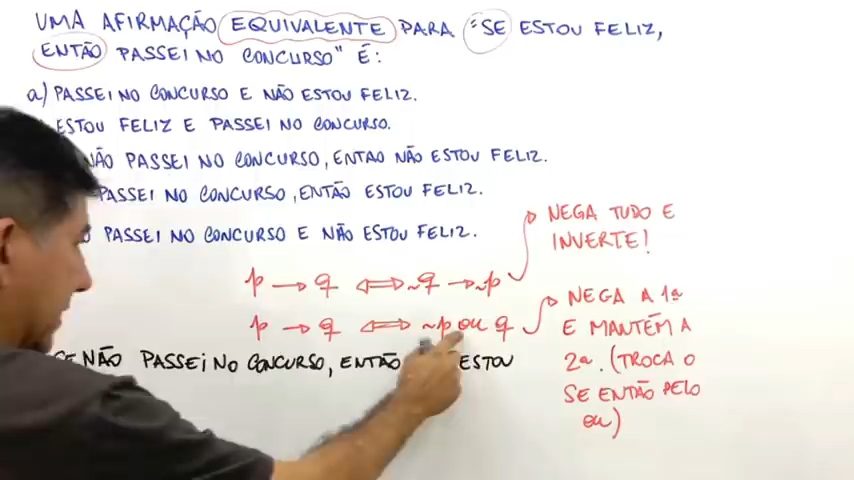 UMA AFIRMAÇÃO EQUIVALENTE PARA "SE ESTOU FELIZ,
ENTÃO PASSEI NO CONCURSO" É:
a) PASSEI NO CONCURSO E NÃO ESTOU FELIZ.
ESTOU FELIZ E PASSEI NO CONCURSO.
NÃO PASSEI NO CONCURSO, ENTAO NÃO ESTOU FELIZ.
PASSEI NO CONCURSO, ENTÃO ESTOU FELIZ.
PASSEI NO CONCURSO E NÃO ESTOU FELIZ.
p → q ⟺ ~q → ~p
NEGA TUDO E
INVERTE!
p → q ⟺ ~p ou q
NEGA A 1ª
E MANTÉM A
2ª. (TROCA O
SE ENTÃO PELO
ou)
SE NÃO PASSEI NO CONCURSO, ENTÃO ESTOU